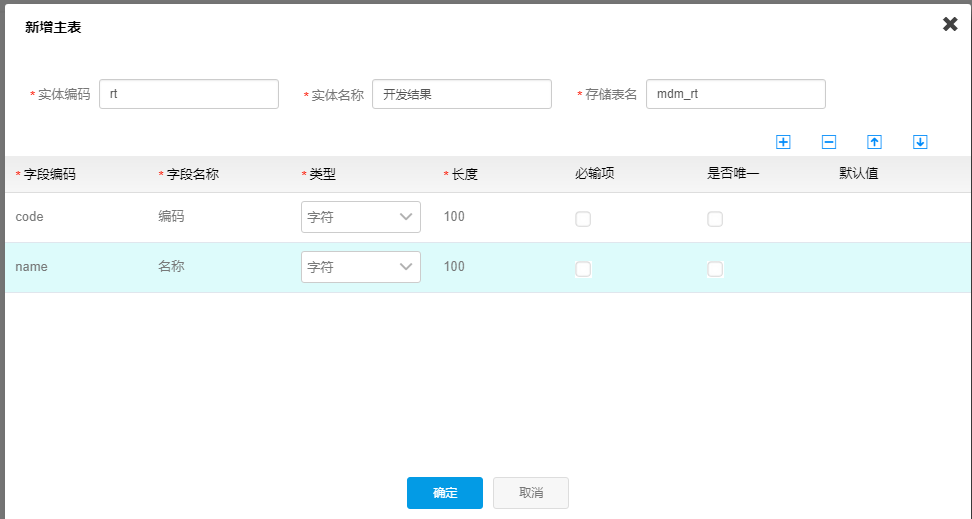 新增主表
* 实体编码 rt * 实体名称 开发结果 * 存储表名 mdm_rt
* 字段编码 * 字段名称 * 类型 * 长度 必输项 是否唯一 默认值
code 编码 字符 100
name 名称 字符 100
确定 取消